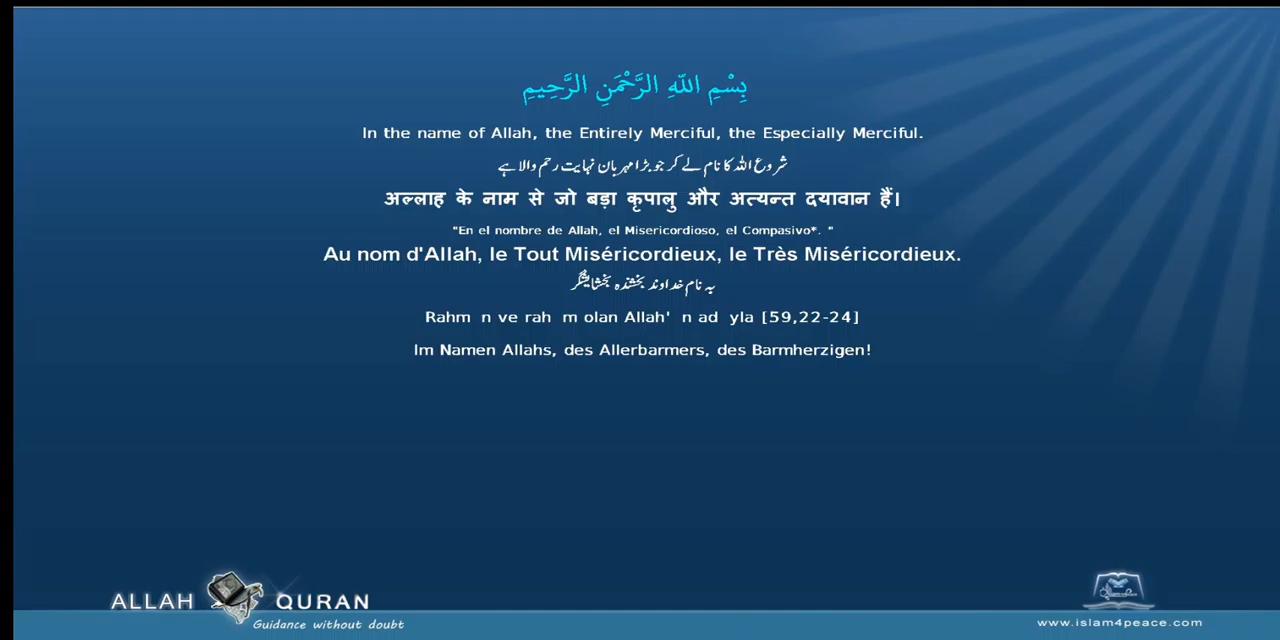 بِسْمِ اللّهِ الرَّحْمَنِ الرَّحِيمِ
In the name of Allah, the Entirely Merciful, the Especially Merciful.
شروع الله کا نام لے کر جو بڑا مہربان نہایت رحم والا ہے
अल्लाह के नाम से जो बड़ा कृपालु और अत्यन्त दयावान हैं।
"En el nombre de Allah, el Misericordioso, el Compasivo*. "
Au nom d'Allah, le Tout Miséricordieux, le Très Miséricordieux.
به نام خداوند بخشنده بخشایشگر
Rahm n ve rah m olan Allah' n ad yla [59,22-24]
Im Namen Allahs, des Allerbarmers, des Barmherzigen!
ALLAH QURAN
Guidance without doubt
www.islam4peace.com